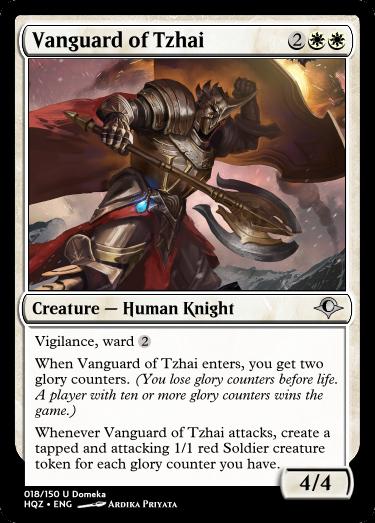 Vanguard of Tzhai 2
Creature — Human Knight
Vigilance, ward 2
When Vanguard of Tzhai enters, you get two
glory counters. (You lose glory counters before life.
A player with ten or more glory counters wins the
game.)
Whenever Vanguard of Tzhai attacks, create a
tapped and attacking 1/1 red Soldier creature
token for each glory counter you have.
4/4
018/150 U Domeka
HQZ • ENG Ardika Priyata